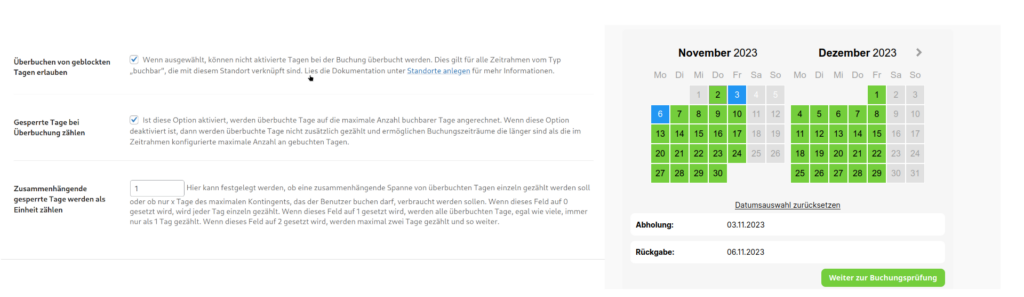 Überbuchen von geblockten
Tagen erlauben
Wenn ausgewählt, können nicht aktivierte Tagen bei der Buchung überbucht werden. Dies gilt für alle Zeitrahmen vom Typ
„buchbar", die mit diesem Standort verknüpft sind. Lies die Dokumentation unter Standorte anlegen für mehr Informationen.
Gesperrte Tage bei
Überbuchung zählen
Ist diese Option aktiviert, werden überbuchte Tage auf die maximale Anzahl buchbarer Tage angerechnet. Wenn diese Option
deaktiviert ist, dann werden überbuchte Tage nicht zusätzlich gezählt und ermöglichen Buchungszeiträume die länger sind als die im
Zeitrahmen konfigurierte maximale Anzahl an gebuchten Tagen.
Zusammenhängende
gesperrte Tage werden als
Einheit zählen
1 Hier kann festgelegt werden, ob eine zusammenhängende Spanne von überbuchten Tagen einzeln gezählt werden soll
oder ob nur x Tage des maximalen Kontingents, das der Benutzer buchen darf, verbraucht werden sollen. Wenn dieses Feld auf 0
gesetzt wird, wird jeder Tag einzeln gezählt. Wenn dieses Feld auf 1 gesetzt wird, werden alle überbuchten Tage, egal wie viele, immer
nur als 1 Tag gezählt. Wenn dieses Feld auf 2 gesetzt wird, werden maximal zwei Tage gezählt und so weiter.
November 2023
Mo Di Mi Do Fr Sa So
1 2 3 4 5
6 7 8 9 10 11 12
13 14 15 16 17 18 19
20 21 22 23 24 25 26
27 28 29 30
Dezember 2023
Mo Di Mi Do Fr Sa So
1 2 3
4 5 6 7 8 9 10
11 12 13 14 15 16 17
18 19 20 21 22 23 24
25 26 27 28 29 30 31
Datumsauswahl zurücksetzen
Abholung: 03.11.2023
Rückgabe: 06.11.2023
Weiter zur Buchungsprüfung